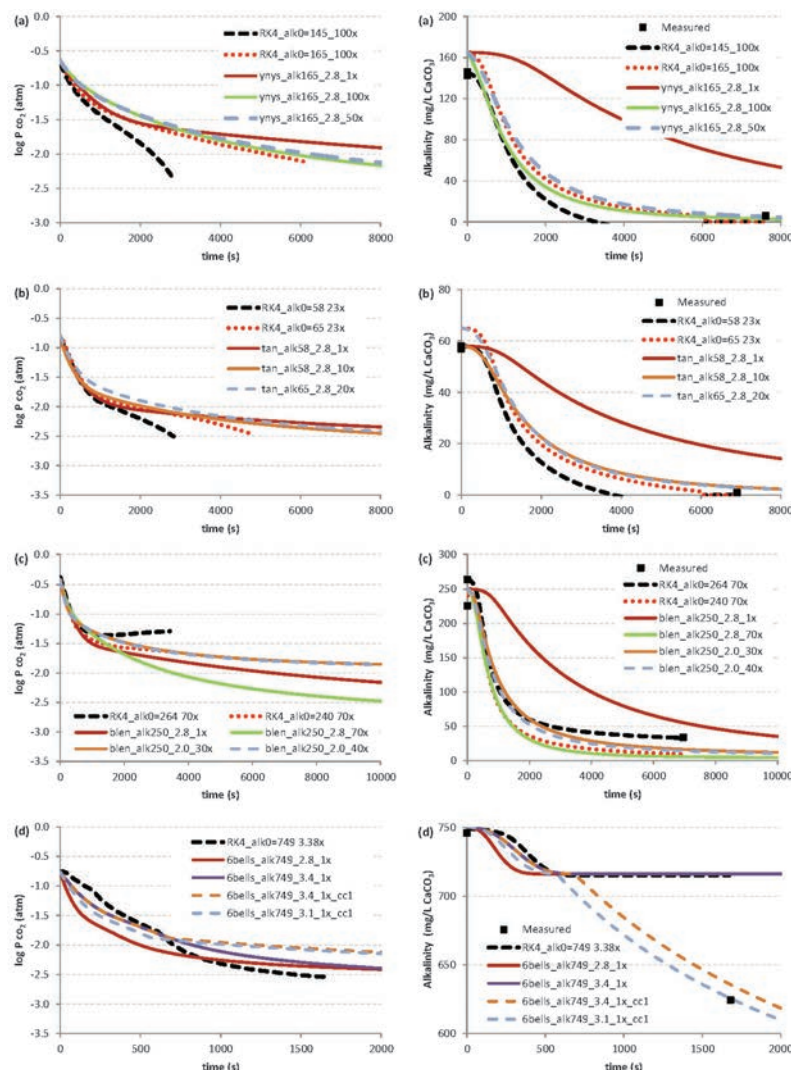 (a)
0.0
-0.5
-1.0
-1.5
-2.0
-2.5
-3.0
log P co₂ (atm)
RK4_alk0=145_100x
RK4_alk0=165_100x
ynys_alk165_2.8_1x
ynys_alk165_2.8_100x
ynys_alk165_2.8_50x
0 2000 4000 6000 8000
time (s)
(a)
200
160
120
80
40
0
Alkalinity (mg/L CaCO₃)
Measured
RK4_alk0=145_100x
RK4_alk0=165_100x
ynys_alk165_2.8_1x
ynys_alk165_2.8_100x
ynys_alk165_2.8_50x
0 2000 4000 6000 8000
time (s)
(b)
0.0
-0.5
-1.0
-1.5
-2.0
-2.5
-3.0
-3.5
log P co₂ (atm)
RK4_alk0=58 23x
RK4_alk0=65 23x
tan_alk58_2.8_1x
tan_alk58_2.8_10x
tan_alk65_2.8_20x
0 2000 4000 6000 8000
time (s)
(b)
80
60
40
20
0
Alkalinity (mg/L CaCO₃)
Measured
RK4_alk0=58 23x
RK4_alk0=65 23x
tan_alk58_2.8_1x
tan_alk58_2.8_10x
tan_alk65_2.8_20x
0 2000 4000 6000 8000
time (s)
(c)
0.0
-0.5
-1.0
-1.5
-2.0
-2.5
-3.0
-3.5
log P co₂ (atm)
RK4_alk0=264 70x
RK4_alk0=240 70x
blen_alk250_2.8_1x
blen_alk250_2.8_70x
blen_alk250_2.0_30x
blen_alk250_2.0_40x
0 2000 4000 6000 8000 10000
time (s)
(c)
300
250
200
150
100
50
0
Alkalinity (mg/L CaCO₃)
Measured
RK4_alk0=264 70x
RK4_alk0=240 70x
blen_alk250_2.8_1x
blen_alk250_2.8_70x
blen_alk250_2.0_30x
blen_alk250_2.0_40x
0 2000 4000 6000 8000 10000
time (s)
(d)
0.0
-0.5
-1.0
-1.5
-2.0
-2.5
-3.0
-3.5
log P co₂ (atm)
RK4_alk0=749 3.38x
6bells_alk749_2.8_1x
6bells_alk749_3.4_1x
6bells_alk749_3.4_1x_cc1
6bells_alk749_3.1_1x_cc1
0 500 1000 1500 2000
time (s)
(d)
750
720
690
660
630
600
Alkalinity (mg/L CaCO₃)
Measured
RK4_alk0=749 3.38x
6bells_alk749_2.8_1x
6bells_alk749_3.4_1x
6bells_alk749_3.4_1x_cc1
6bells_alk749_3.1_1x_cc1
0 500 1000 1500 2000
time (s)